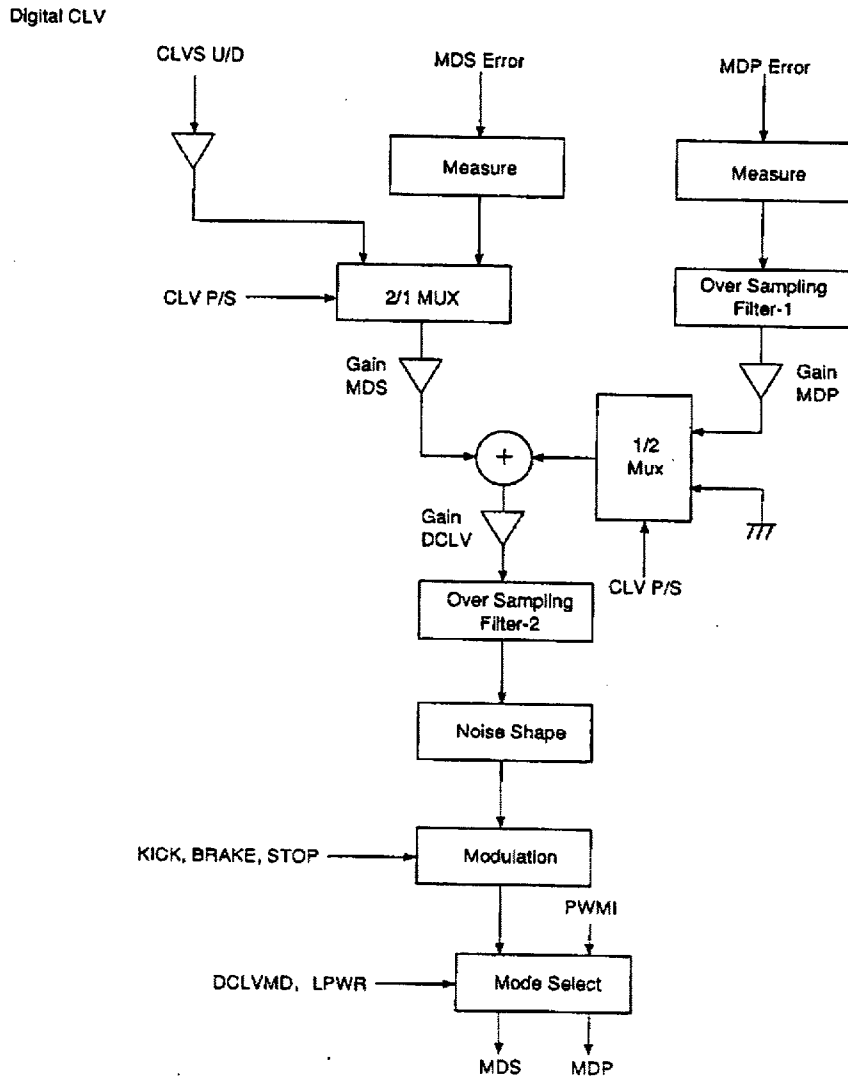 Digital CLV
CLVS U/D
MDS Error
MDP Error
Measure
Measure
CLV P/S
2/1 MUX
Over Sampling
Filter-1
Gain
MDS
Gain
MDP
1/2
Mux
+
Gain
DCLV
CLV P/S
Over Sampling
Filter-2
Noise Shape
KICK, BRAKE, STOP
Modulation
PWMI
DCLVMD, LPWR
Mode Select
MDS
MDP